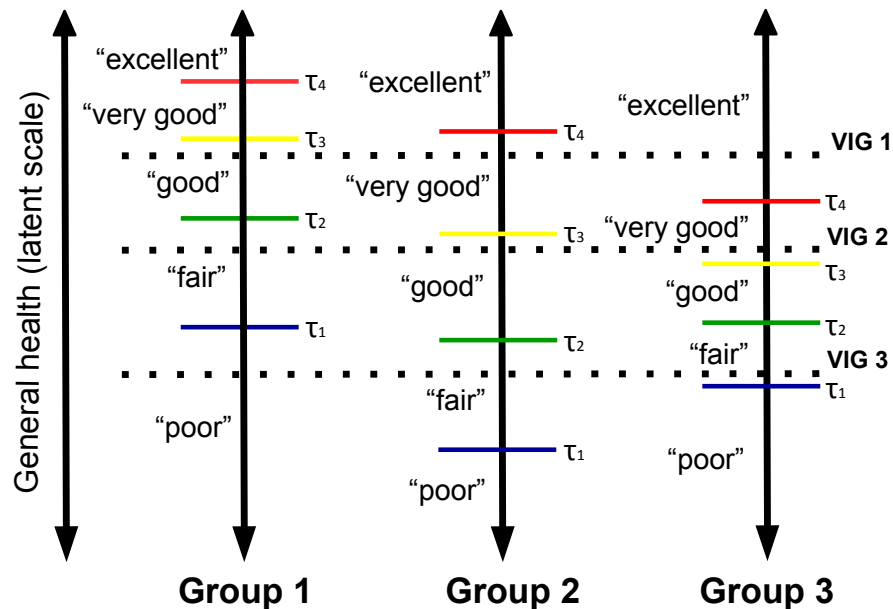 General health (latent scale)
“excellent”
τ4
“very good”
τ3
“good”
τ2
“fair”
τ1
“poor”
Group 1
“excellent”
τ4
“very good”
τ3
“good”
τ2
“fair”
τ1
“poor”
Group 2
“excellent”
τ4
“very good”
τ3
“good”
τ2
“fair”
τ1
“poor”
Group 3
VIG 1
VIG 2
VIG 3